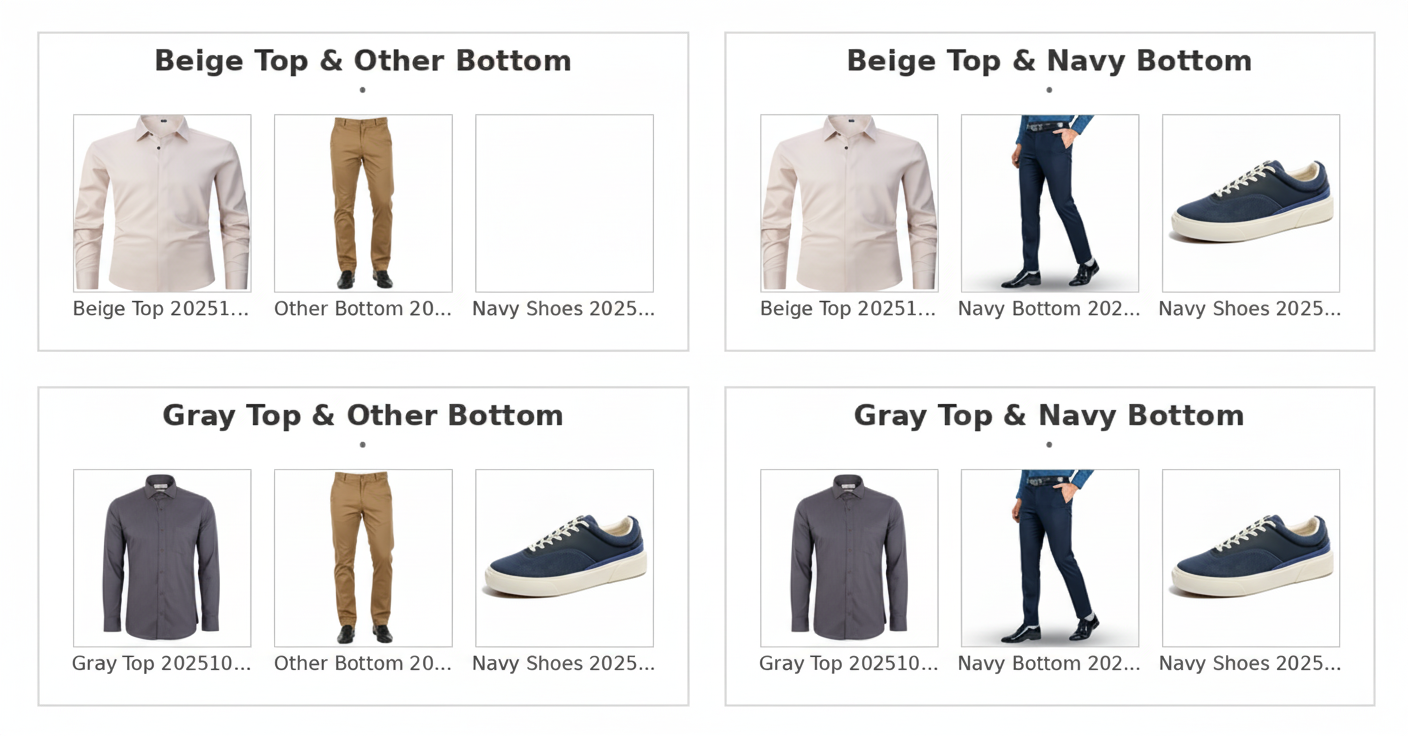 Beige Top & Other Bottom
Beige Top 20251...
Other Bottom 20...
Navy Shoes 2025...
Beige Top & Navy Bottom
Beige Top 20251...
Navy Bottom 202...
Navy Shoes 2025...
Gray Top & Other Bottom
Gray Top 202510...
Other Bottom 20...
Navy Shoes 2025...
Gray Top & Navy Bottom
Gray Top 202510...
Navy Bottom 202...
Navy Shoes 2025...